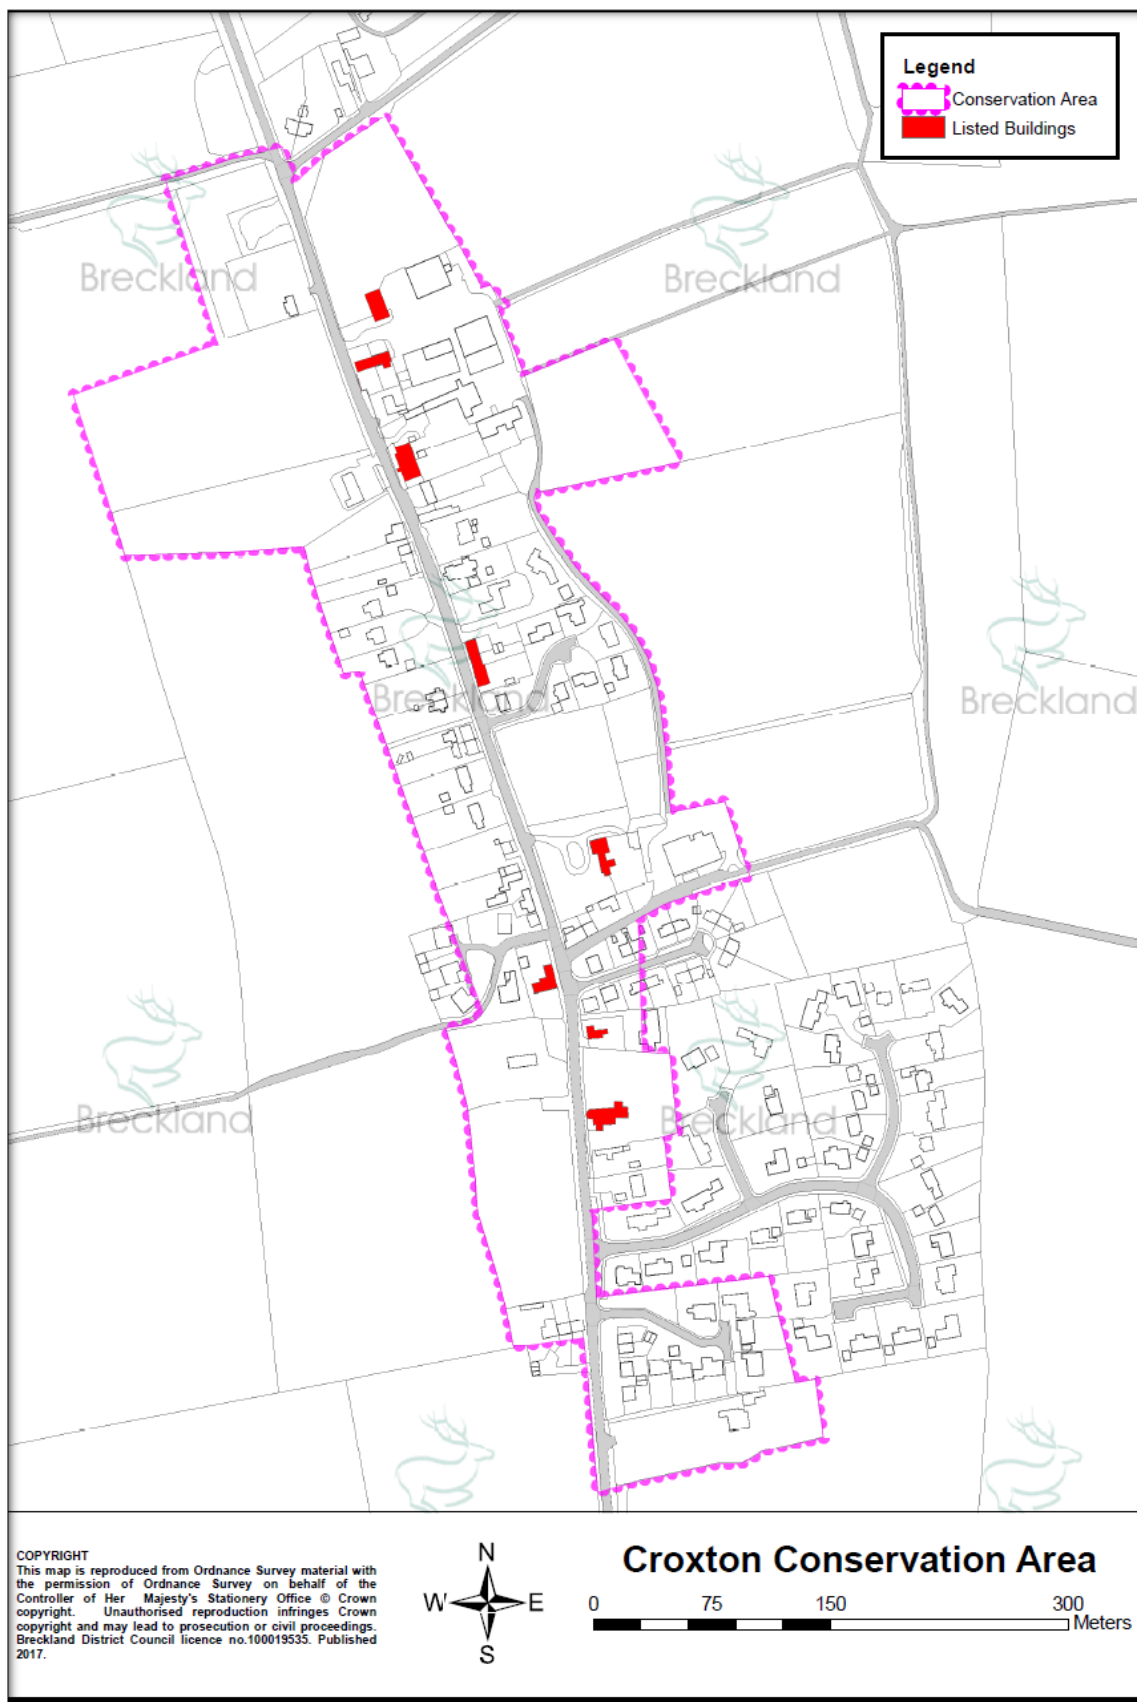 Legend
Conservation Area
Listed Buildings
Breckland
Breckland
Breckland
Breckland
Breckland
Breckland
COPYRIGHT
This map is reproduced from Ordnance Survey material with
the permission of Ordnance Survey on behalf of the
Controller of Her Majesty's Stationery Office © Crown
copyright. Unauthorised reproduction infringes Crown
copyright and may lead to prosecution or civil proceedings.
Breckland District Council licence no.100019535. Published
2017.
N
W E
S
Croxton Conservation Area
0 75 150 300
Meters